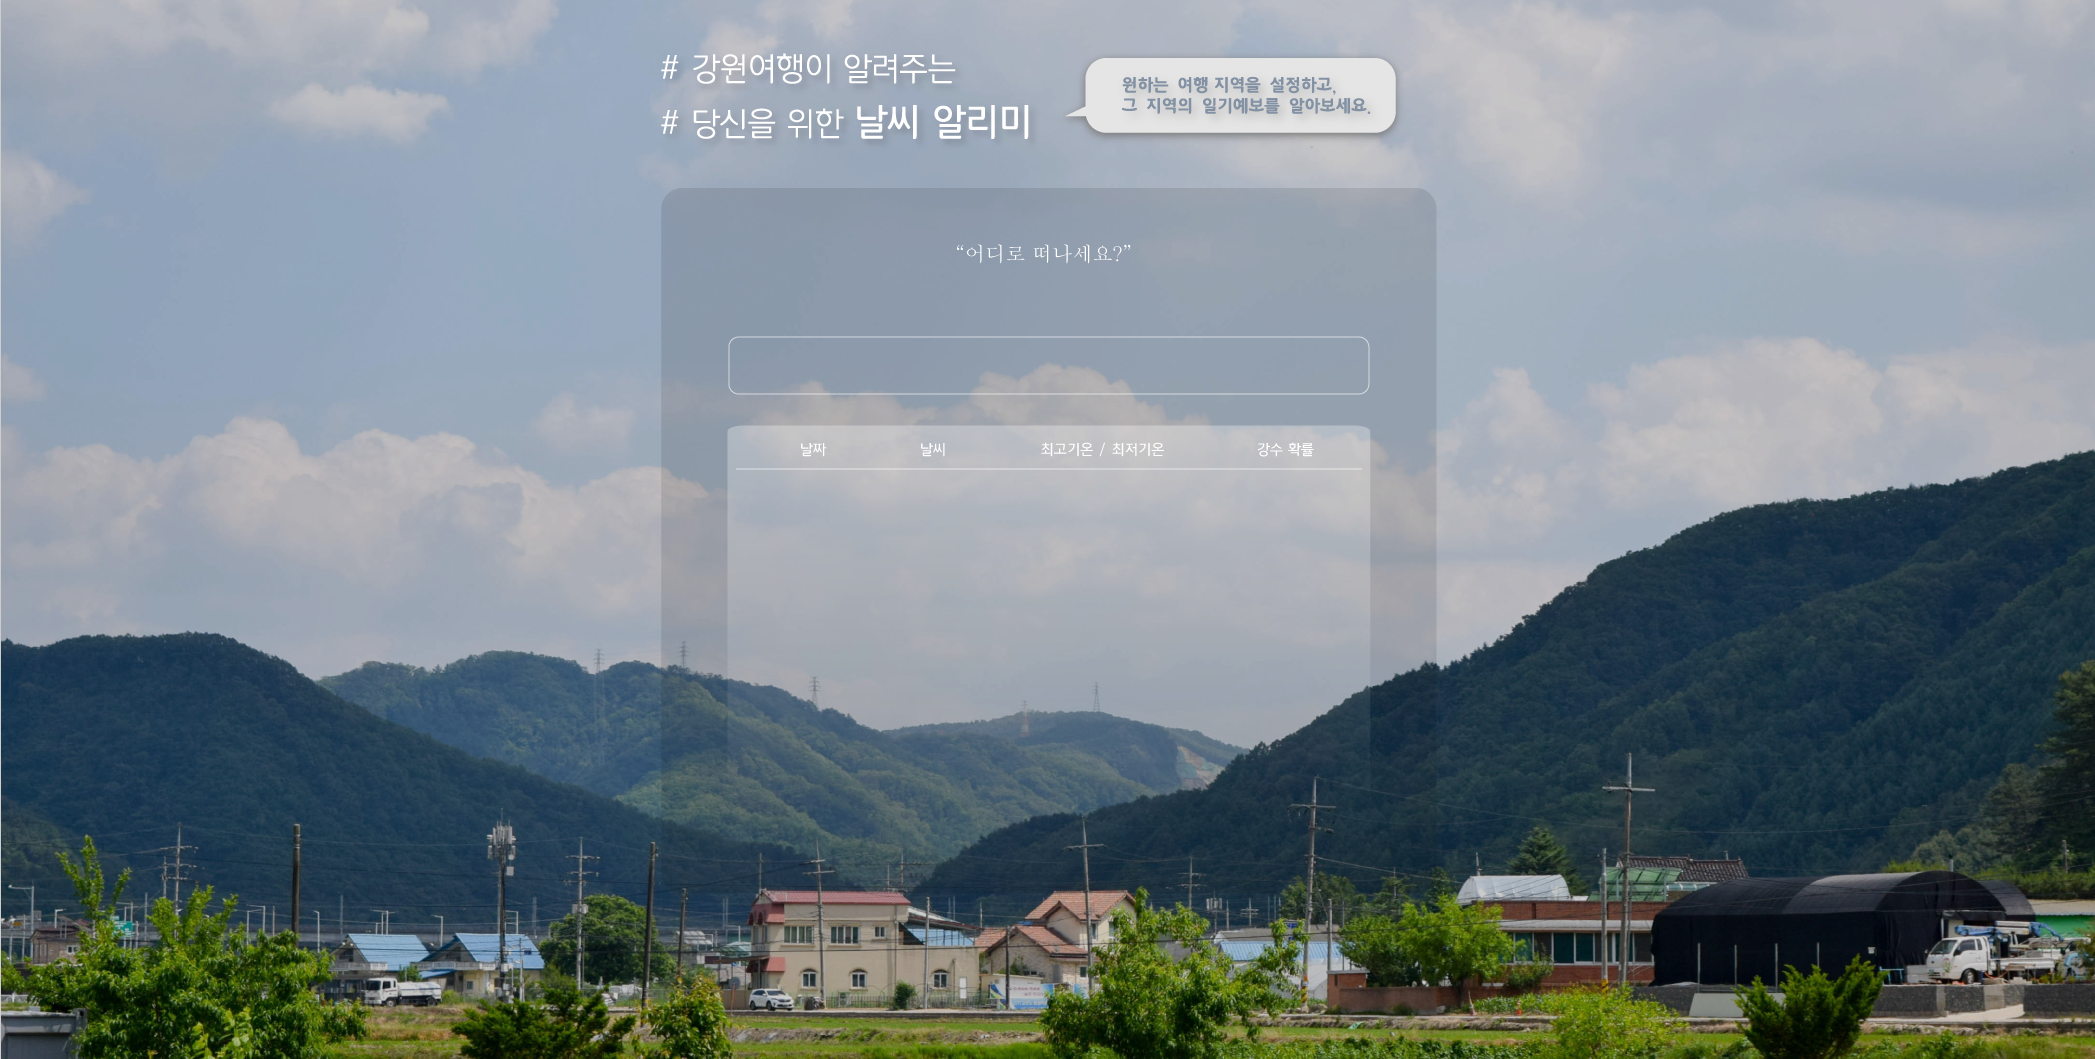 # 강원여행이 알려주는
# 당신을 위한 날씨 알리미
원하는 여행 지역을 설정하고,
그 지역의 일기예보를 알아보세요.
“어디로 떠나세요?”
날짜 날씨 최고기온 / 최저기온 강수 확률